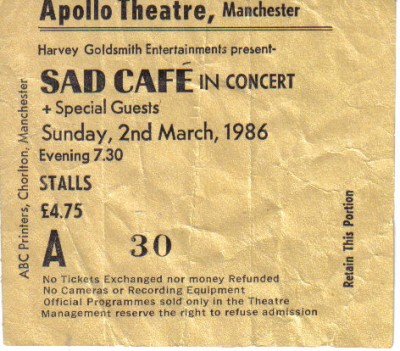 Apollo Theatre, Manchester
Harvey Goldsmith Entertainments present-
SAD CAFÉ IN CONCERT
+ Special Guests
Sunday, 2nd March, 1986
Evening 7.30
STALLS
£4.75
A 30
No Tickets Exchanged nor money Refunded
No Cameras or Recording Equipment
Official Programmes sold only in the Theatre
Management reserve the right to refuse admission
ABC Printers, Chorlton, Manchester
Retain This Portion